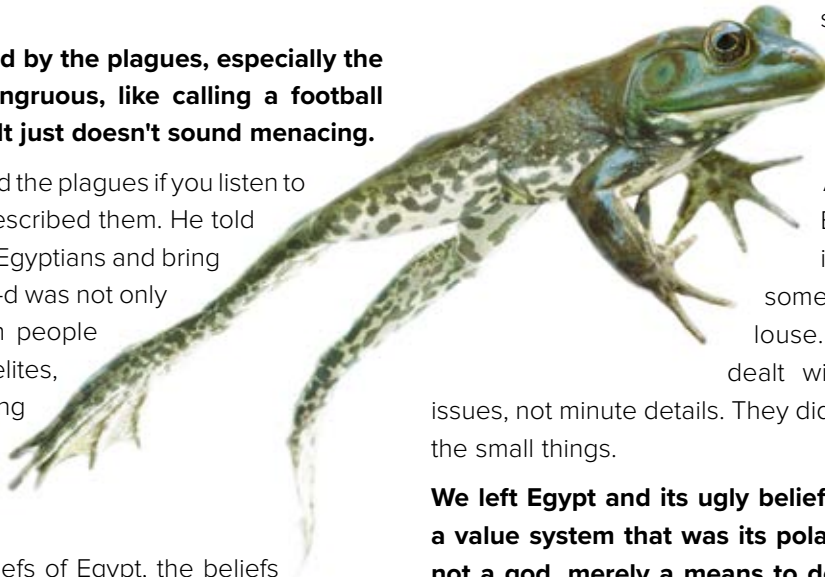 d by the plagues, especially the
ngruous, like calling a football
It just doesn't sound menacing.
d the plagues if you listen to
escribed them. He told
Egyptians and bring
-d was not only
people
elites,
ng
efs of Egypt, the beliefs
s
some
louse.
dealt wi
issues, not minute details. They did
the small things.
We left Egypt and its ugly belief
a value system that was its pola
not a god, merely a means to de